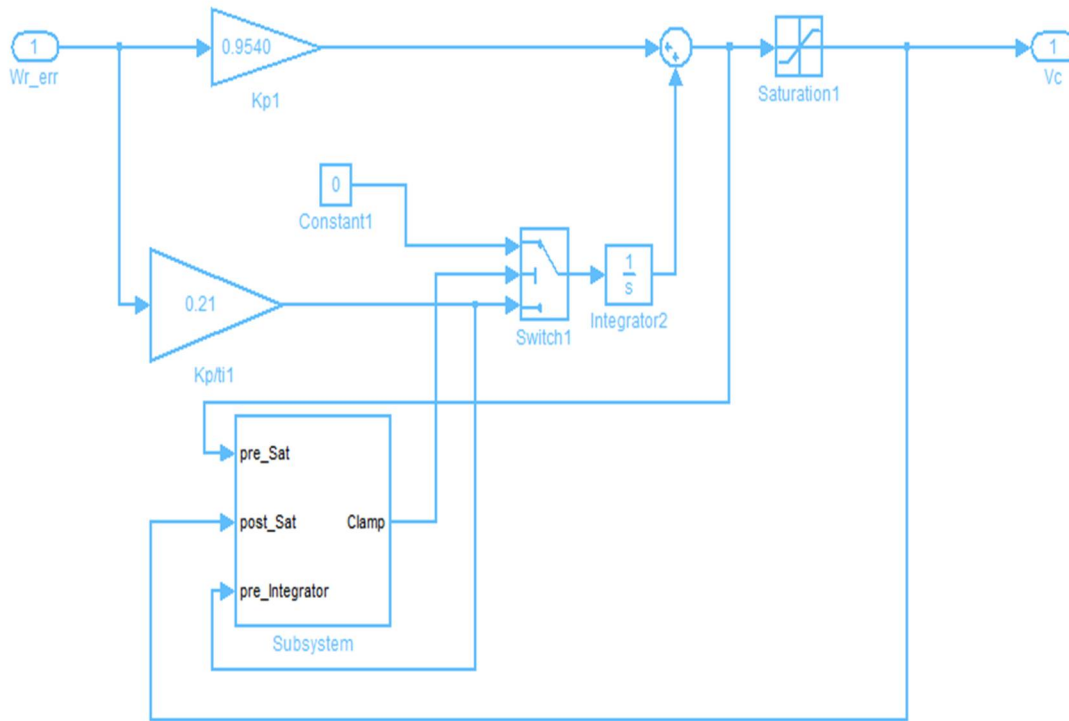 1
Wr_err
0.9540
Kp1
Saturation1
1
Vc
0
Constant1
0.21
Kp/ti1
Switch1
1
s
Integrator2
pre_Sat
post_Sat
Clamp
pre_Integrator
Subsystem